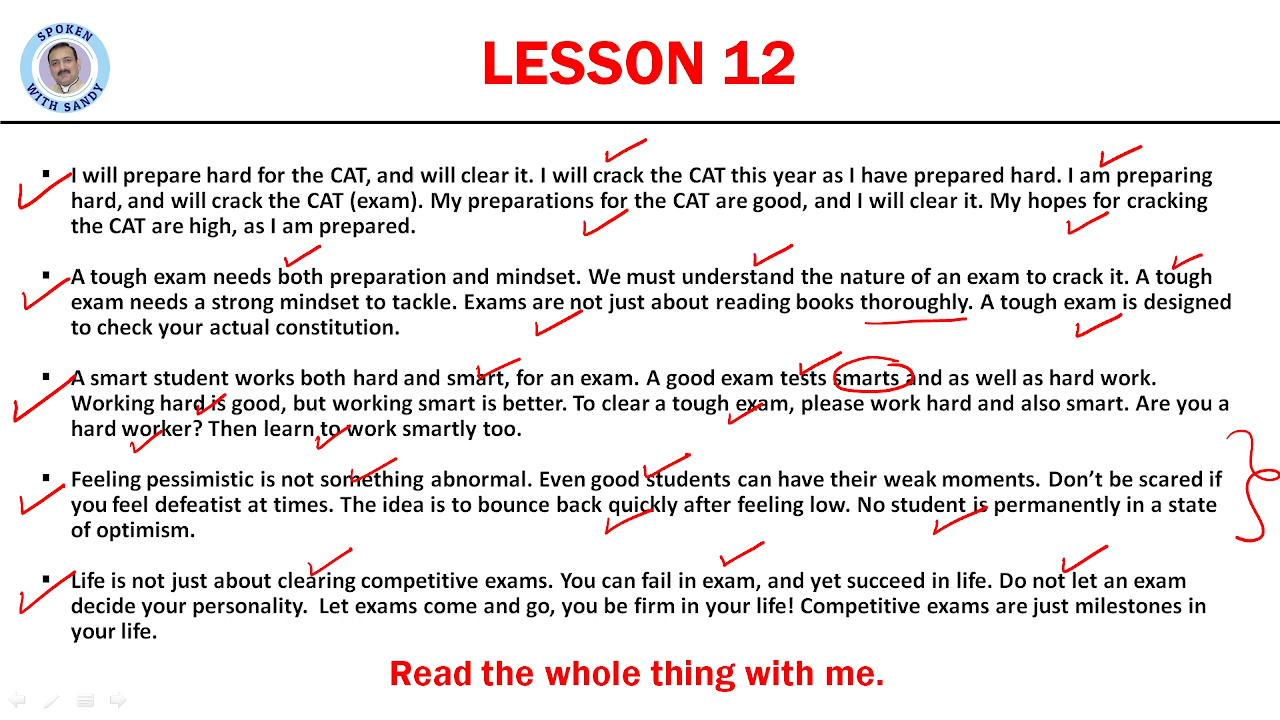 SPOKEN
WITH SANDY
LESSON 12
▪ I will prepare hard for the CAT, and will clear it. I will crack the CAT this year as I have prepared hard. I am preparing
hard, and will crack the CAT (exam). My preparations for the CAT are good, and I will clear it. My hopes for cracking
the CAT are high, as I am prepared.
▪ A tough exam needs both preparation and mindset. We must understand the nature of an exam to crack it. A tough
exam needs a strong mindset to tackle. Exams are not just about reading books thoroughly. A tough exam is designed
to check your actual constitution.
▪ A smart student works both hard and smart, for an exam. A good exam tests smarts and as well as hard work.
Working hard is good, but working smart is better. To clear a tough exam, please work hard and also smart. Are you a
hard worker? Then learn to work smartly too.
▪ Feeling pessimistic is not something abnormal. Even good students can have their weak moments. Don’t be scared if
you feel defeatist at times. The idea is to bounce back quickly after feeling low. No student is permanently in a state
of optimism.
▪ Life is not just about clearing competitive exams. You can fail in exam, and yet succeed in life. Do not let an exam
decide your personality. Let exams come and go, you be firm in your life! Competitive exams are just milestones in
your life.
Read the whole thing with me.